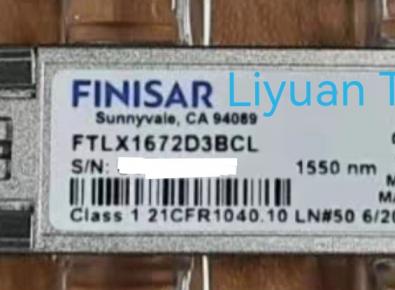 FINISAR Liyuan T
Sunnyvale, CA 94089
FTLX1672D3BCL
S/N:
1550 nm
Class 1 21CFR1040.10 LN#50 6/20